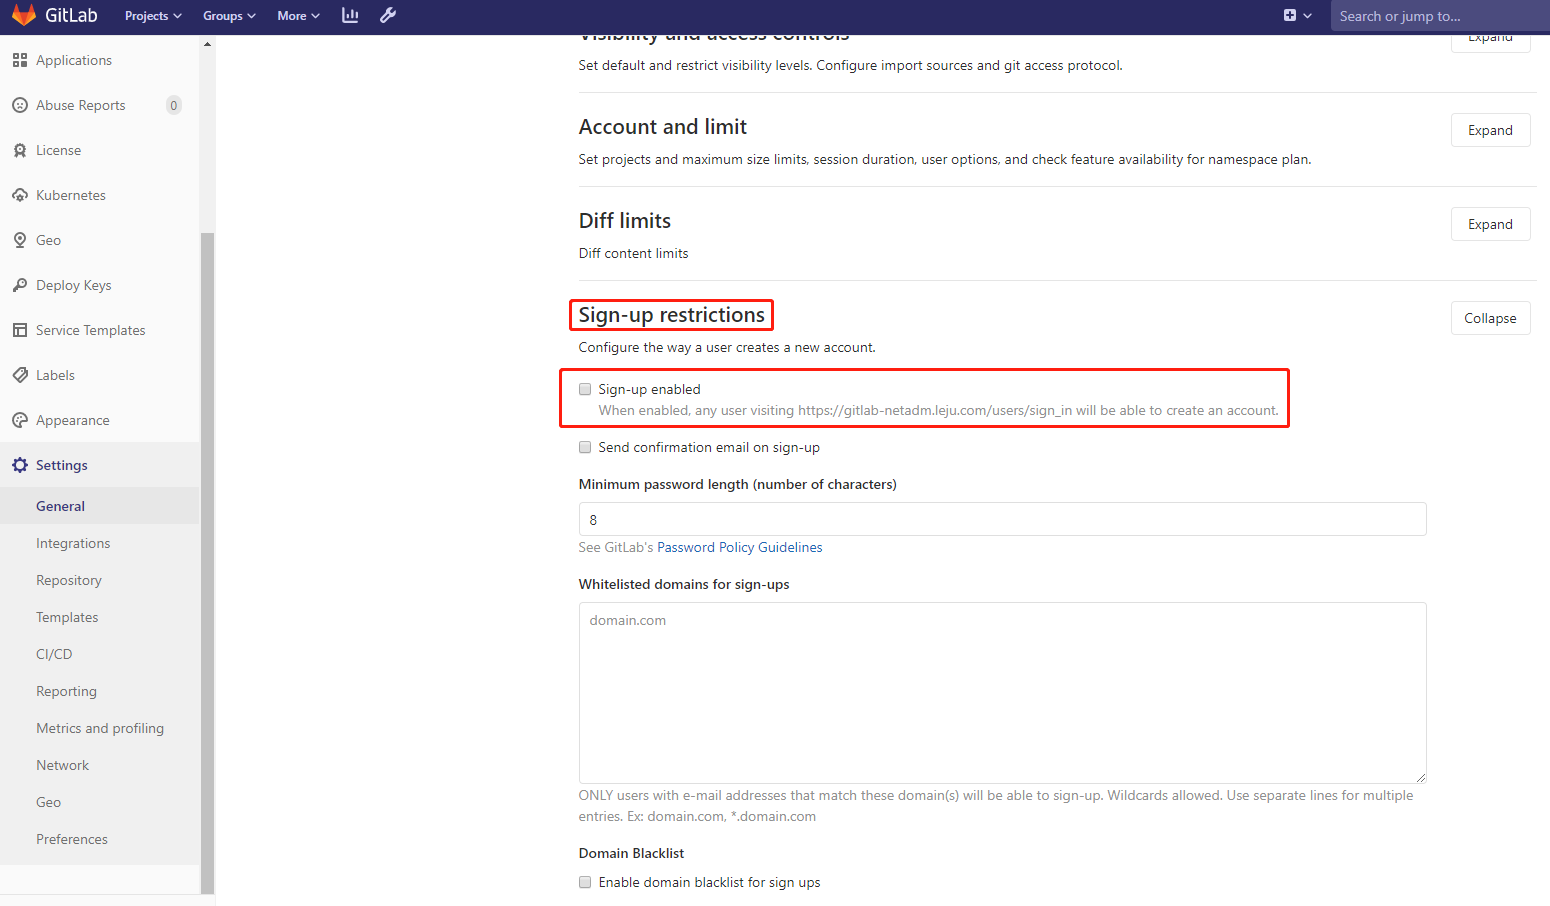 GitLab
Projects
Groups
More
Search or jump to...
Applications
Abuse Reports 0
License
Kubernetes
Geo
Deploy Keys
Service Templates
Labels
Appearance
Settings
General
Integrations
Repository
Templates
CI/CD
Reporting
Metrics and profiling
Network
Geo
Preferences
Visibility and access controls
Expand
Set default and restrict visibility levels. Configure import sources and git access protocol.
Account and limit
Expand
Set projects and maximum size limits, session duration, user options, and check feature availability for namespace plan.
Diff limits
Expand
Diff content limits
Sign-up restrictions
Collapse
Configure the way a user creates a new account.
Sign-up enabled
When enabled, any user visiting https://gitlab-netadm.leju.com/users/sign_in will be able to create an account.
Send confirmation email on sign-up
Minimum password length (number of characters)
8
See GitLab's Password Policy Guidelines
Whitelisted domains for sign-ups
domain.com
ONLY users with e-mail addresses that match these domain(s) will be able to sign-up. Wildcards allowed. Use separate lines for multiple
entries. Ex: domain.com, *.domain.com
Domain Blacklist
Enable domain blacklist for sign ups